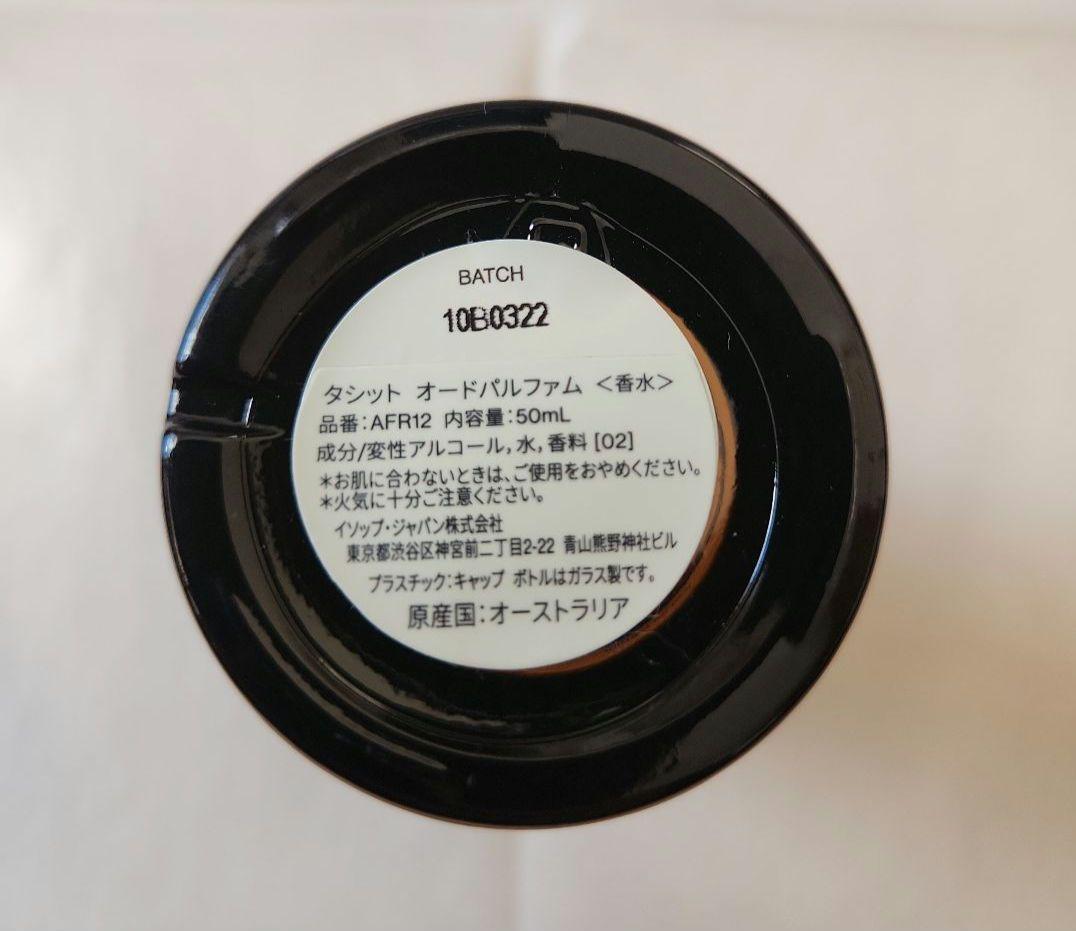 BATCH
10B0322
タシット オードパルファム ＜香水＞
品番：AFR12 内容量：50mL
成分/変性アルコール，水，香料 [02]
＊お肌に合わないときは、ご使用をおやめください。
＊火気に十分ご注意ください。
イソップ・ジャパン株式会社
東京都渋谷区神宮前二丁目2-22 青山熊野神社ビル
プラスチック：キャップ ボトルはガラス製です。
原産国：オーストラリア